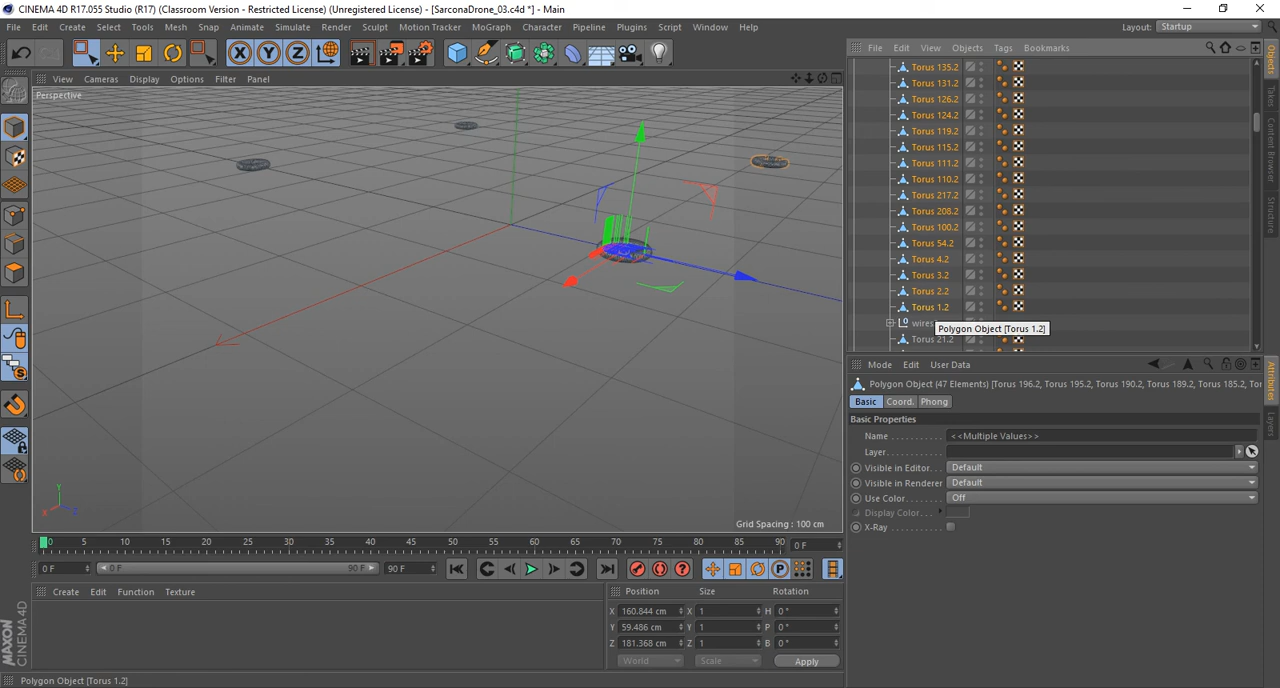 CINEMA 4D R17.055 Studio (R17) (Classroom Version - Restricted License) (Unregistered License) - [SarconaDrone_03.c4d *] - Main
File Edit Create Select Tools Mesh Snap Animate Simulate Render Sculpt Motion Tracker MoGraph Character Pipeline Plugins Script Window Help
Layout: Startup
File Edit View Objects Tags Bookmarks
View Cameras Display Options Filter Panel
Perspective
Torus 135.2
Torus 131.2
Torus 126.2
Torus 124.2
Torus 119.2
Torus 115.2
Torus 111.2
Torus 110.2
Torus 217.2
Torus 208.2
Torus 100.2
Torus 54.2
Torus 4.2
Torus 3.2
Torus 2.2
Torus 1.2
wires
Polygon Object [Torus 1.2]
Torus 21.2
Objects
Takes
Content Browser
Structure
Mode Edit User Data
Polygon Object (47 Elements) [Torus 196.2, Torus 195.2, Torus 190.2, Torus 189.2, Torus 185.2, To
Basic Coord. Phong
Basic Properties
Name <<Multiple Values>>
Layer
Visible in Editor Default
Visible in Renderer Default
Use Color Off
Display Color
X-Ray
Attributes
Layers
X Y Z
Grid Spacing : 100 cm
0 5 10 15 20 25 30 35 40 45 50 55 60 65 70 75 80 85 90 0 F
0 F 0 F 90 F 90 F
Create Edit Function Texture
Position Size Rotation
X 160.844 cm X 1 H 0 °
Y 59.486 cm Y 1 P 0 °
Z 181.368 cm Z 1 B 0 °
World Scale Apply
MAXON CINEMA 4D
Polygon Object [Torus 1.2]